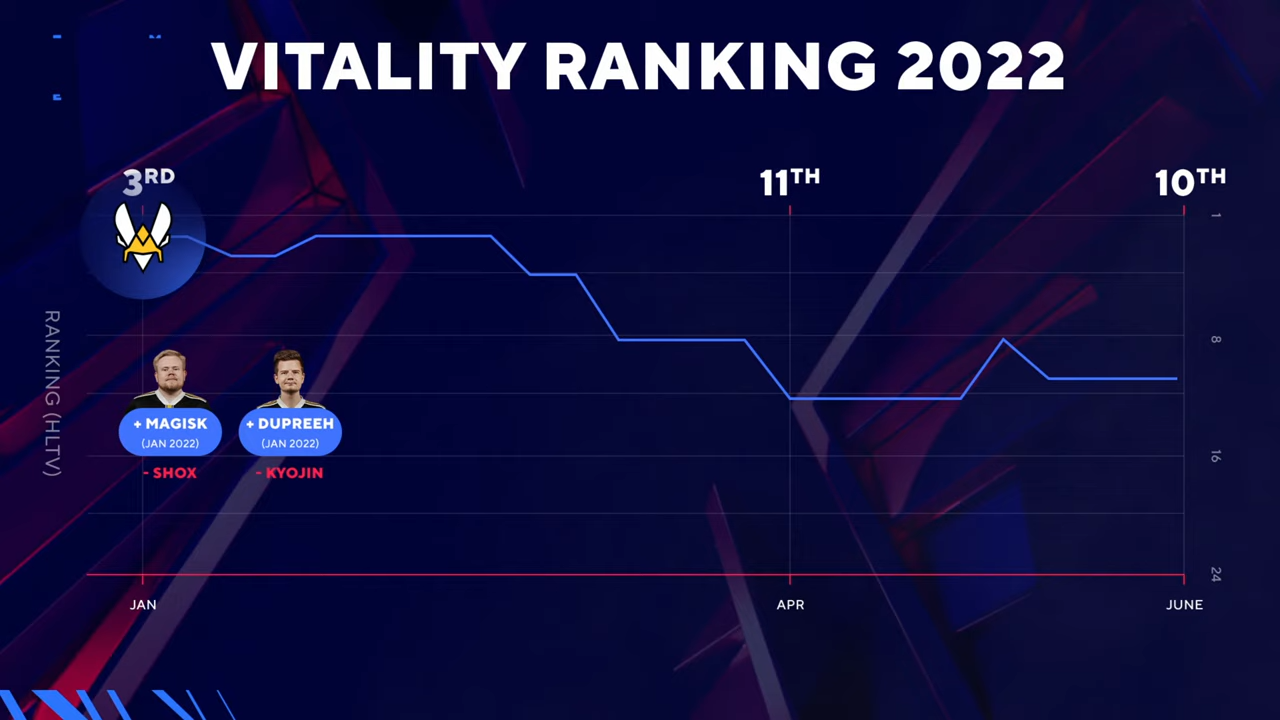 VITALITY RANKING 2022
3RD
11TH
10TH
1
8
16
24
RANKING (HLTV)
+ MAGISK
(JAN 2022)
- SHOX
+ DUPREEH
(JAN 2022)
- KYOJIN
JAN
APR
JUNE